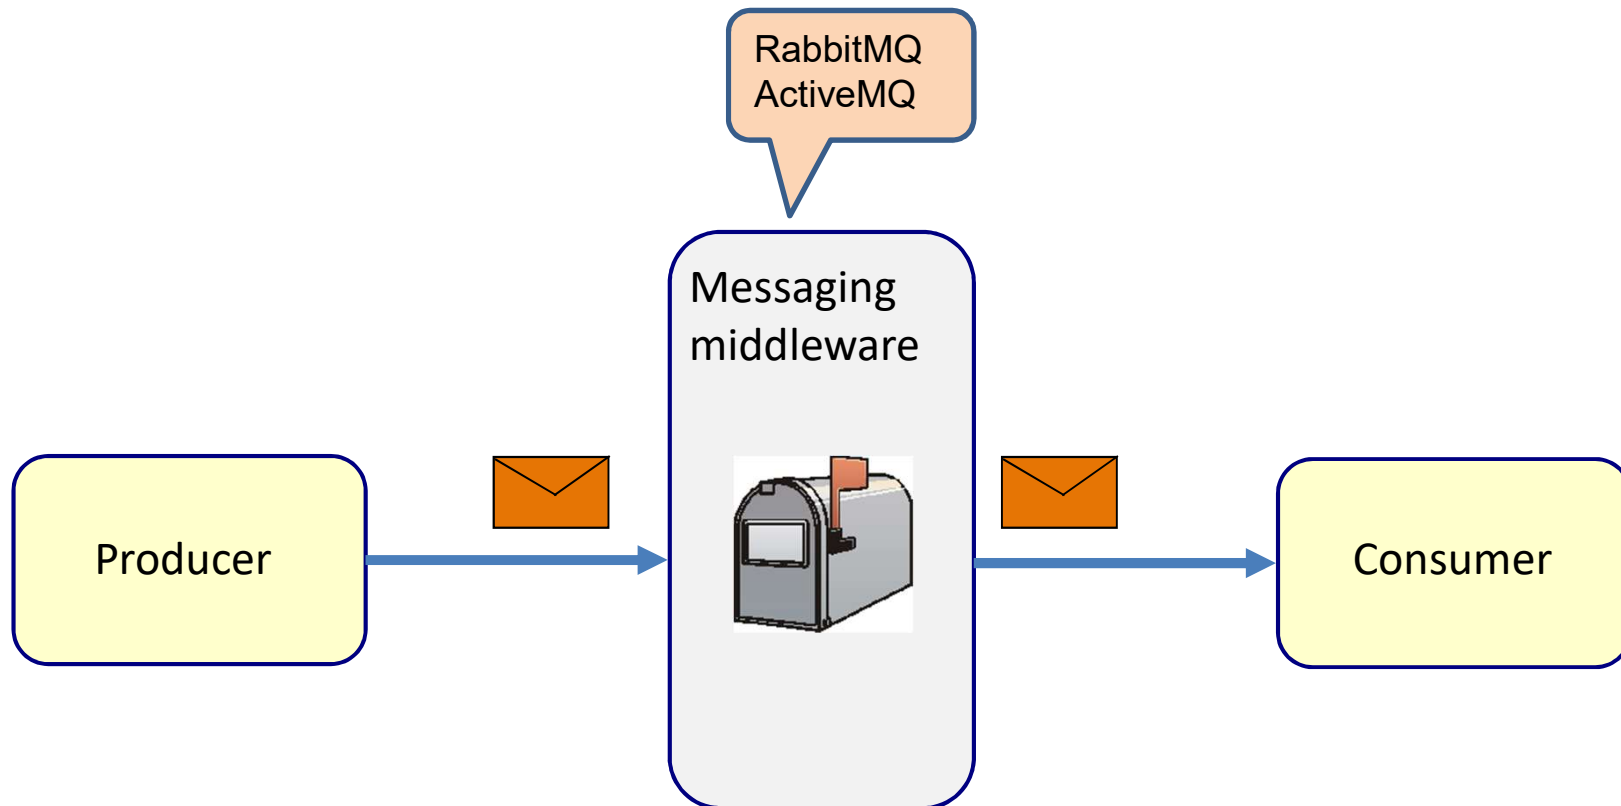 RabbitMQ
ActiveMQ
Messaging
middleware
Producer
Consumer